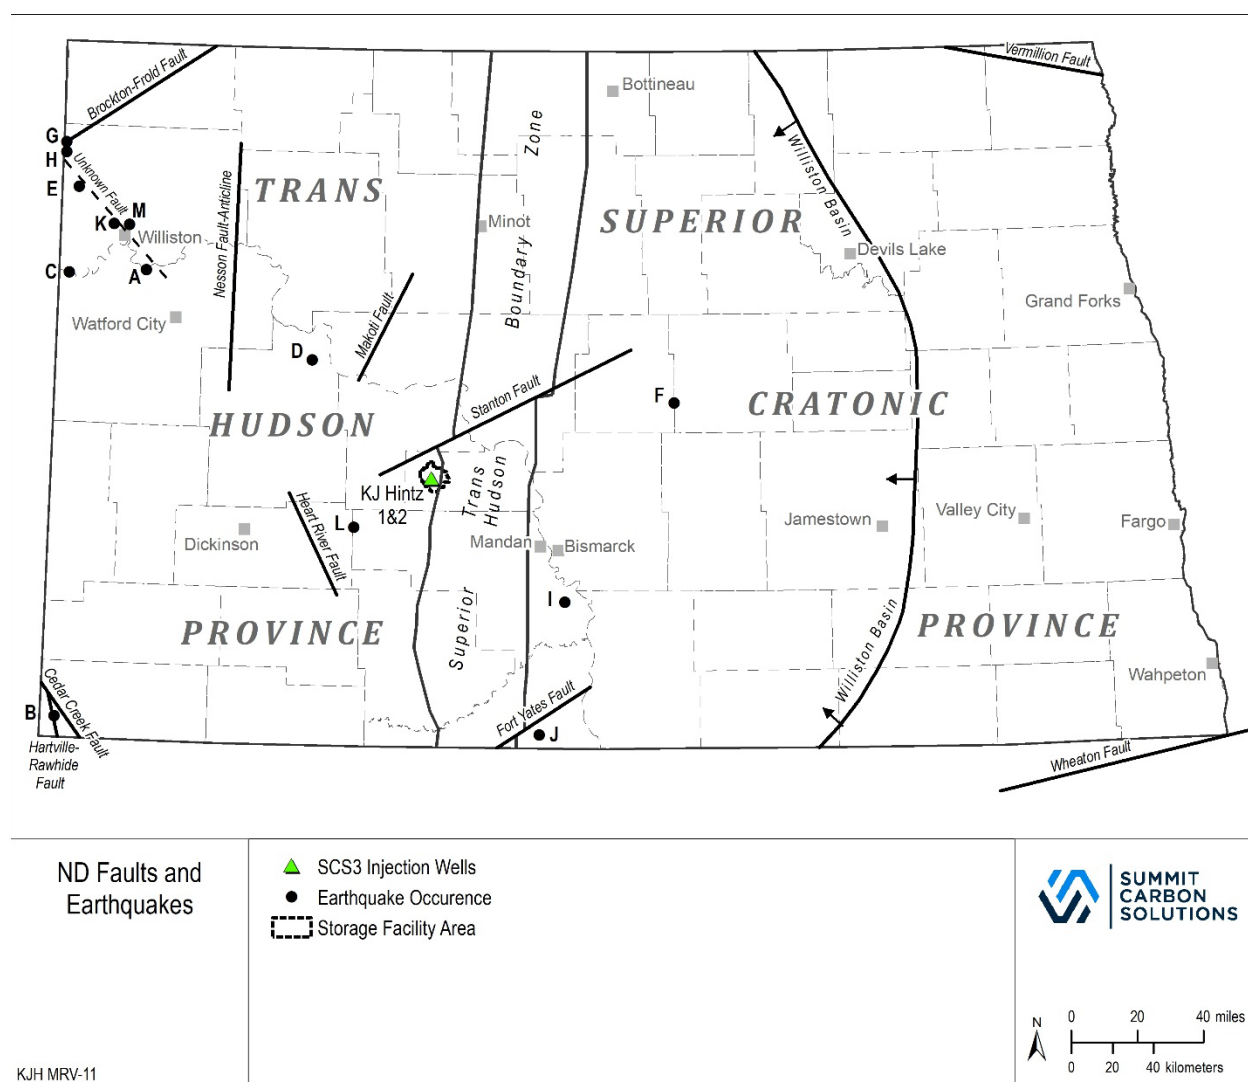 Brockton-Frold Fault
Vermillion Fault
Bottineau
G
H
Unknown Fault
E
K
M
Williston
C
A
Watford City
Nesson Fault-Anticline
TRANS
Minot
Zone
Boundary
SUPERIOR
Williston Basin
Devils Lake
Grand Forks
D
Makoti Fault
Stanton Fault
F
HUDSON
CRATONIC
KJ Hintz
1&2
Trans
Hudson
Heart River Fault
L
Dickinson
Mandan
Bismarck
Jamestown
Valley City
Fargo
I
Superior
PROVINCE
PROVINCE
Williston Basin
Wahpeton
Cedar Creek Fault
B
Hartville-
Rawhide
Fault
Fort Yates Fault
J
Wheaton Fault
ND Faults and
Earthquakes
SCS3 Injection Wells
Earthquake Occurence
Storage Facility Area
SUMMIT
CARBON
SOLUTIONS
N
0 20 40 miles
0 20 40 kilometers
KJH MRV-11